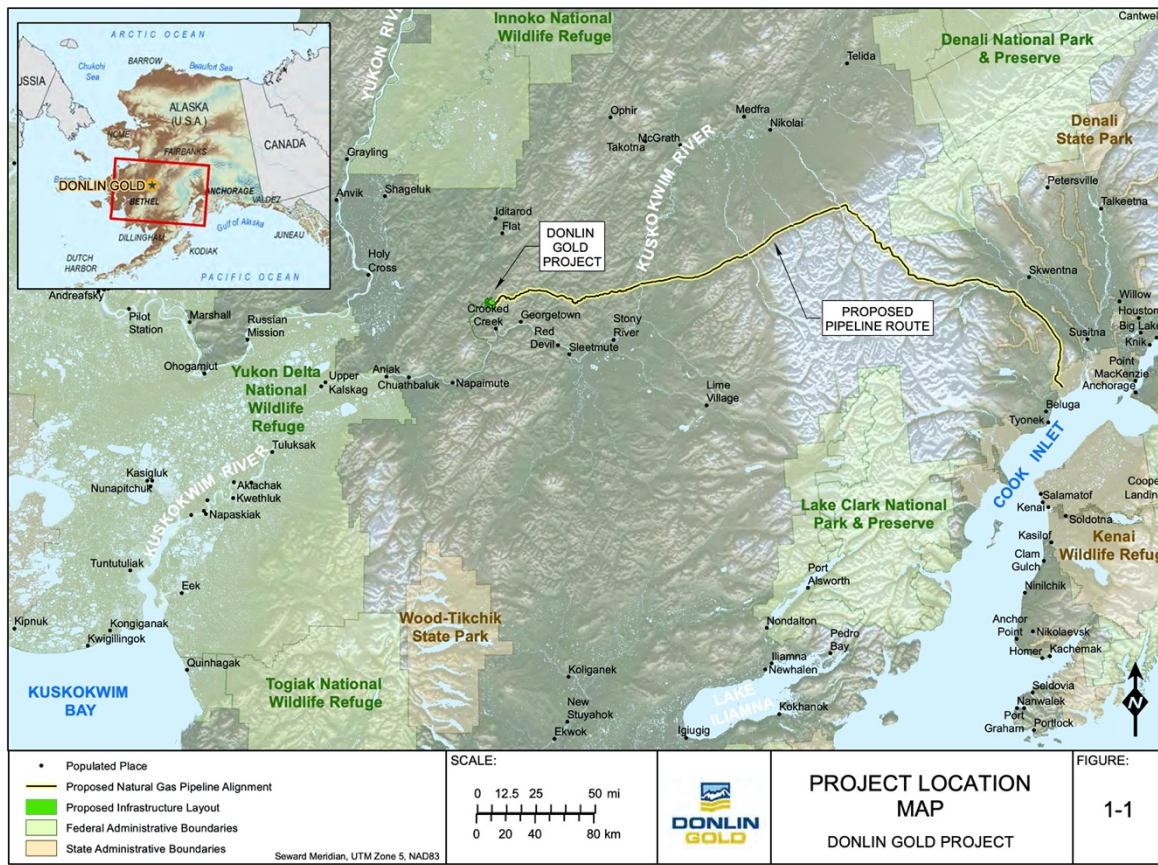 ARCTIC OCEAN
Chukchi
Sea
BARROW
Beaufort Sea
ALASKA
(U.S.A.)
CANADA
NOME
FAIRBANKS
DONLIN GOLD
BETHEL
ANCHORAGE
VALDEZ
Gulf of Alaska
JUNEAU
DILLINGHAM
KODIAK
DUTCH
HARBOR
PACIFIC OCEAN
YUKON RIVER
Innoko National
Wildlife Refuge
Telida
Denali National Park
& Preserve
Cantwe
Denali
State Park
Ophir
Medfra
Nikolai
McGrath
Takotna
KUSKOKWIM RIVER
Grayling
Anvik
Shageluk
Petersville
Talkeetna
Iditarod
Flat
DONLIN
GOLD
PROJECT
Holy
Cross
Skwentna
PROPOSED
PIPELINE ROUTE
Willow
Houston
Big Lake
Knik
Susitna
Point
MacKenzie
Anchorage
Andreafsky
Pilot
Station
Marshall
Russian
Mission
Ohogamiut
Crooked
Creek
Georgetown
Red
Devil
Sleetmute
Stony
River
Yukon Delta
National
Wildlife
Refuge
Upper
Kalskag
Aniak
Chuathbaluk
Napaimute
Lime
Village
Beluga
Tyonek
COOK INLET
Tuluksak
Kasigluk
Nunapitchuk
KUSKOKWIM RIVER
Akiachak
Kwethluk
Napaskiak
Lake Clark National
Park & Preserve
Salamatof
Kenai
Soldotna
Coope
Landing
Kasilof
Kenai
Wildlife Refug
Clam
Gulch
Ninilchik
Tuntutuliak
Eek
Port
Alsworth
Kipnuk
Kongiganak
Kwigillingok
Wood-Tikchik
State Park
Nondalton
Pedro
Bay
Iliamna
Newhalen
Anchor
Point
Nikolaevsk
Homer
Kachemak
Quinhagak
KUSKOKWIM
BAY
Togiak National
Wildlife Refuge
Koliganek
New
Stuyahok
Ekwok
LAKE
ILIAMNA
Kokhanok
Igiugig
Seldovia
Nanwalek
Port
Graham
Portlock
N
Populated Place
Proposed Natural Gas Pipeline Alignment
Proposed Infrastructure Layout
Federal Administrative Boundaries
State Administrative Boundaries
Seward Meridian, UTM Zone 5, NAD83
SCALE:
0 12.5 25 50 mi
0 20 40 80 km
DONLIN
GOLD
PROJECT LOCATION
MAP
DONLIN GOLD PROJECT
FIGURE:
1-1